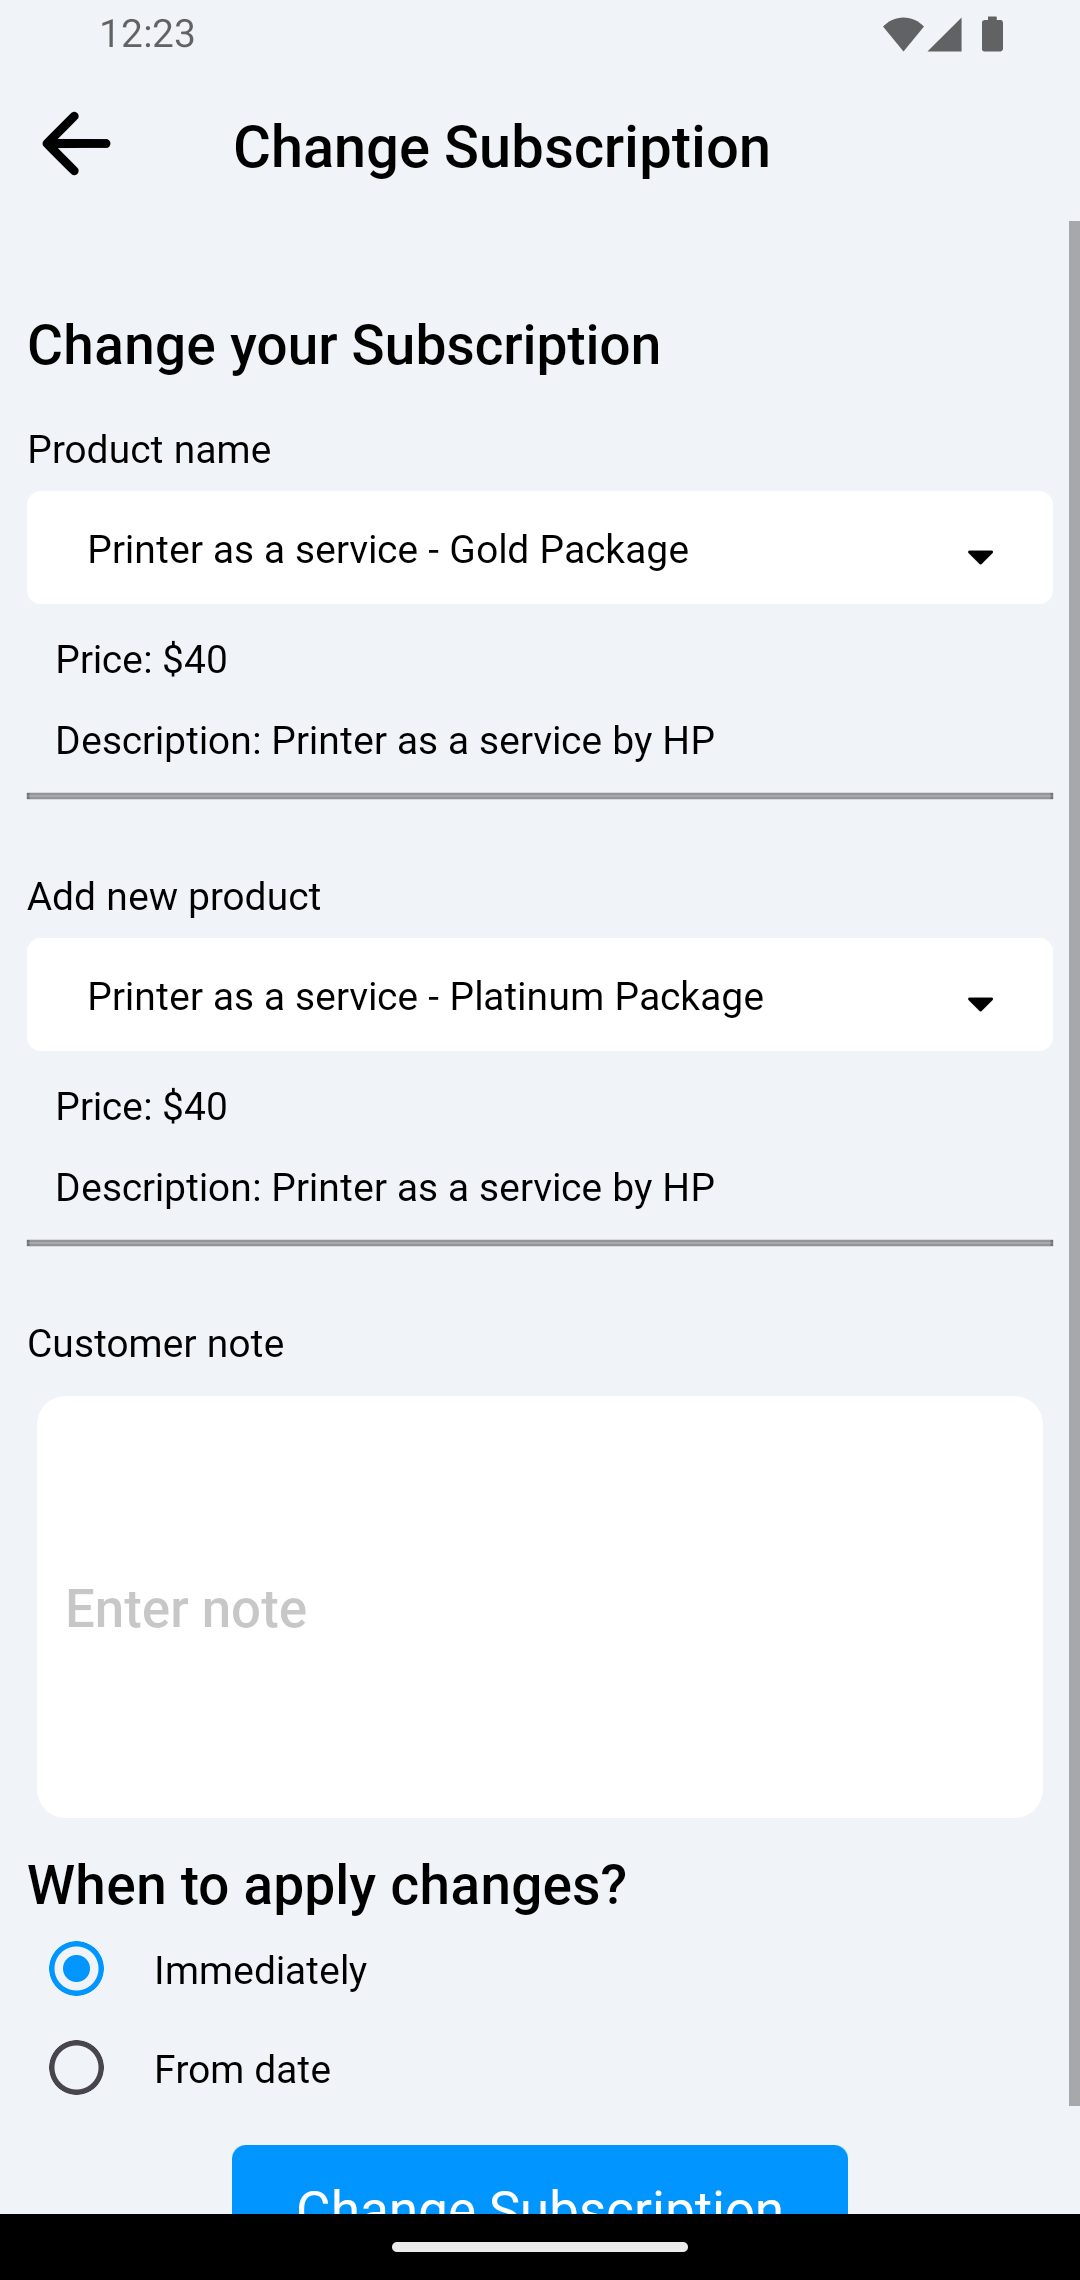 12:23
Change Subscription
Change your Subscription
Product name
Printer as a service - Gold Package
Price: $40
Description: Printer as a service by HP
Add new product
Printer as a service - Platinum Package
Price: $40
Description: Printer as a service by HP
Customer note
Enter note
When to apply changes?
Immediately
From date
Change Subscription